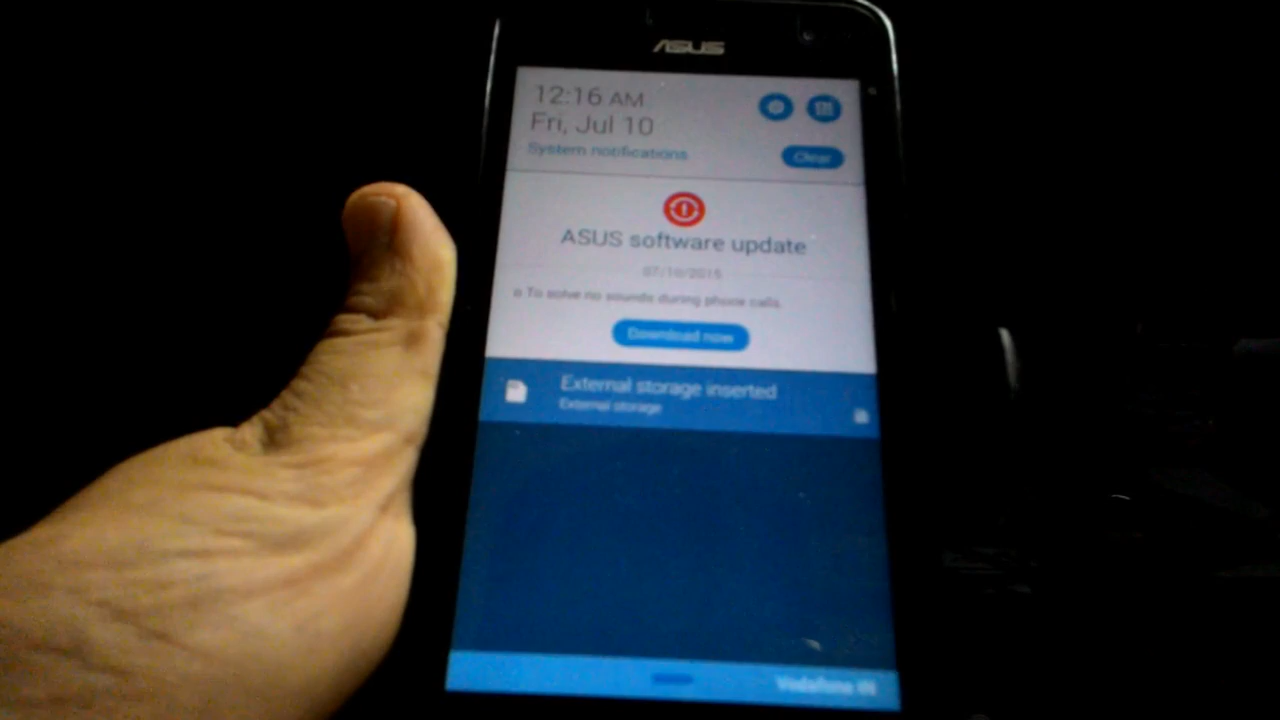 ASUS
12:16 AM
Fri, Jul 10
System notifications
Clear
ASUS software update
07/10/2015
To solve no sounds during phone calls.
Download now
External storage inserted
External storage
Vodafone IN